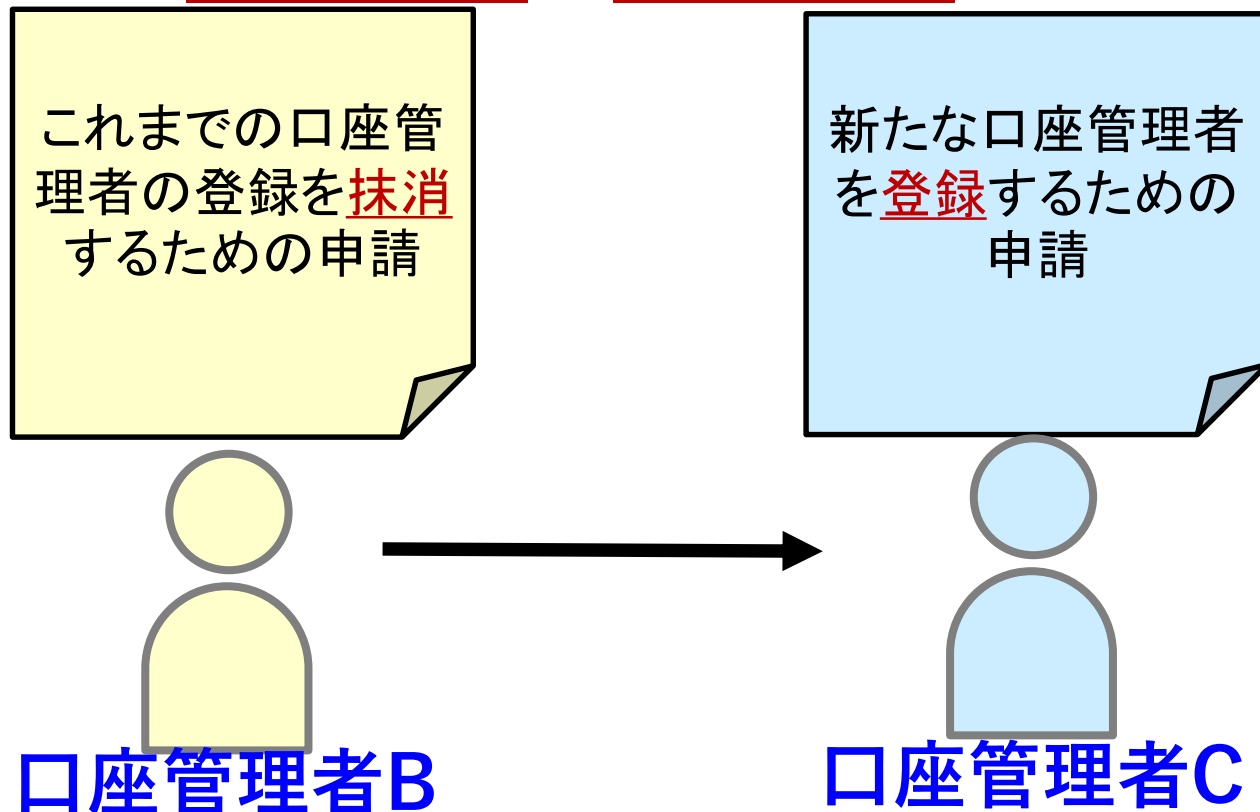 これまでの口座管
理者の登録を抹消
するための申請
新たな口座管理者
を登録するための
申請
口座管理者B
口座管理者C